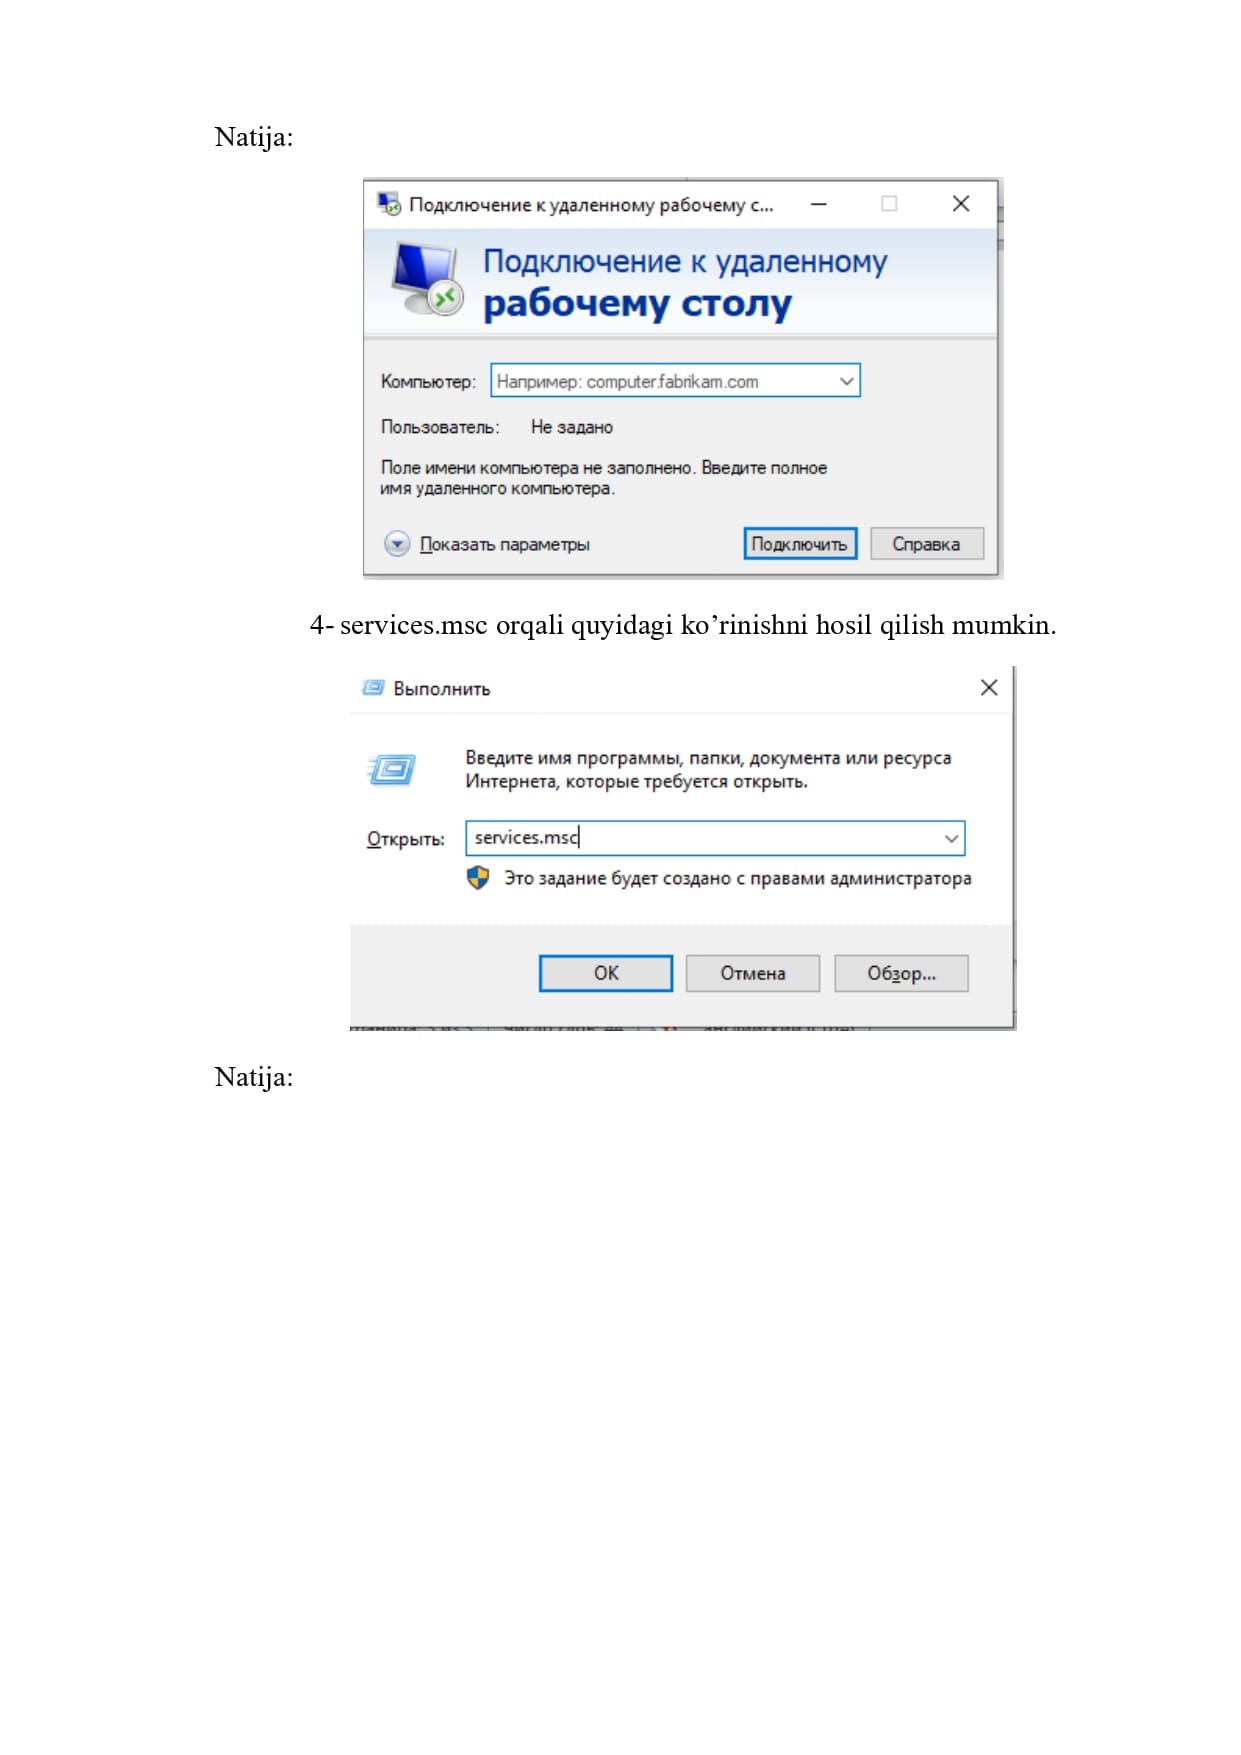 Natija:
Подключение к удаленному рабочему с...
Подключение к удаленному
рабочему столу
Компьютер: Например: computer.fabrikam.com
Пользователь: Не задано
Поле имени компьютера не заполнено. Введите полное
имя удаленного компьютера.
Показать параметры Подключить Справка
4- services.msc orqali quyidagi ko’rinishni hosil qilish mumkin.
Выполнить
Введите имя программы, папки, документа или ресурса
Интернета, которые требуется открыть.
Открыть: services.msc
Это задание будет создано с правами администратора
ОК Отмена Обзор...
Natija: